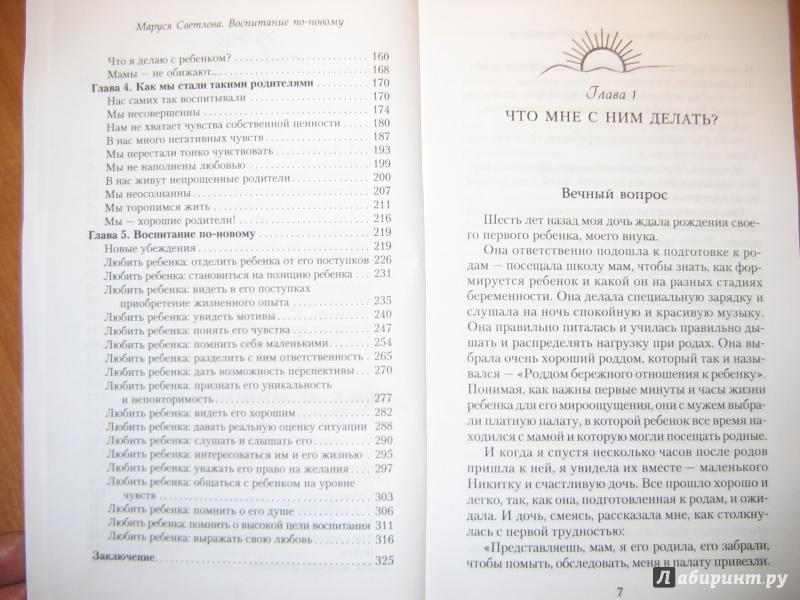 Маруся Светлова. Воспитание по-новому
Что я делаю с ребенком? 160
Мамы — не обижают.... 168
Глава 4. Как мы стали такими родителями 170
Нас самих так воспитывали 170
Мы несовершенны 174
Нам не хватает чувства собственной ценности 180
В нас много негативных чувств 187
Мы перестали тонко чувствовать 193
Мы не наполнены любовью 199
В нас живут непрощенные родители 200
Мы неосознанны 207
Мы торопимся жить 211
Мы — хорошие родители! 216
Глава 5. Воспитание по-новому 219
Новые убеждения 219
Любить ребенка: отделить ребенка от его поступков 226
Любить ребенка: становиться на позицию ребенка 231
Любить ребенка: видеть в его поступках
приобретение жизненного опыта 235
Любить ребенка: увидеть мотивы 240
Любить ребенка: понять его чувства 247
Любить ребенка: помнить себя маленькими 254
Любить ребенка: разделить с ним ответственность 265
Любить ребенка: дать возможность перспективы 270
Любить ребенка: признать его уникальность
и неповторимость 277
Любить ребенка: видеть его хорошим 282
Любить ребенка: давать реальную оценку ситуации 288
Любить ребенка: слушать и слышать его 290
Любить ребенка: интересоваться им и его жизнью 295
Любить ребенка: уважать его право на желания 297
Любить ребенка: общаться с ребенком на уровне
чувств 303
Любить ребенка: помнить о его душе 306
Любить ребенка: помнить о высокой цели воспитания 311
Любить ребенка: выражать свою любовь 316
Заключение 325
Глава 1
ЧТО МНЕ С НИМ ДЕЛАТЬ?
Вечный вопрос
Шесть лет назад моя дочь ждала рождения свое-
го первого ребенка, моего внука.
Она ответственно подошла к подготовке к ро-
дам — посещала школу мам, чтобы знать, как фор-
мируется ребенок и какой он на разных стадиях
беременности. Она делала специальную зарядку и
слушала на ночь спокойную и красивую музыку.
Она правильно питалась и училась правильно ды-
шать и распределять нагрузку при родах. Она вы-
брала очень хороший роддом, который так и назы-
вался — «Роддом бережного отношения к ребенку».
Понимая, как важны первые минуты и часы жизни
ребенка для его мироощущения, они с мужем выбра-
ли платную палату, в которой ребенок все время на-
ходился с мамой и которую могли посещать родные.
И когда я спустя несколько часов после родов
пришла к ней, я увидела их вместе — маленького
Никитку и счастливую дочь. Все прошло хорошо и
легко, так, как она, подготовленная к родам, и ожи-
дала. И дочь, смеясь, рассказала мне, как столкну-
лась с первой трудностью:
«Представляешь, мам, я его родила, его забрали,
чтобы помыть, обследовать, меня в палату привезли.
7
Лабиринт.ру